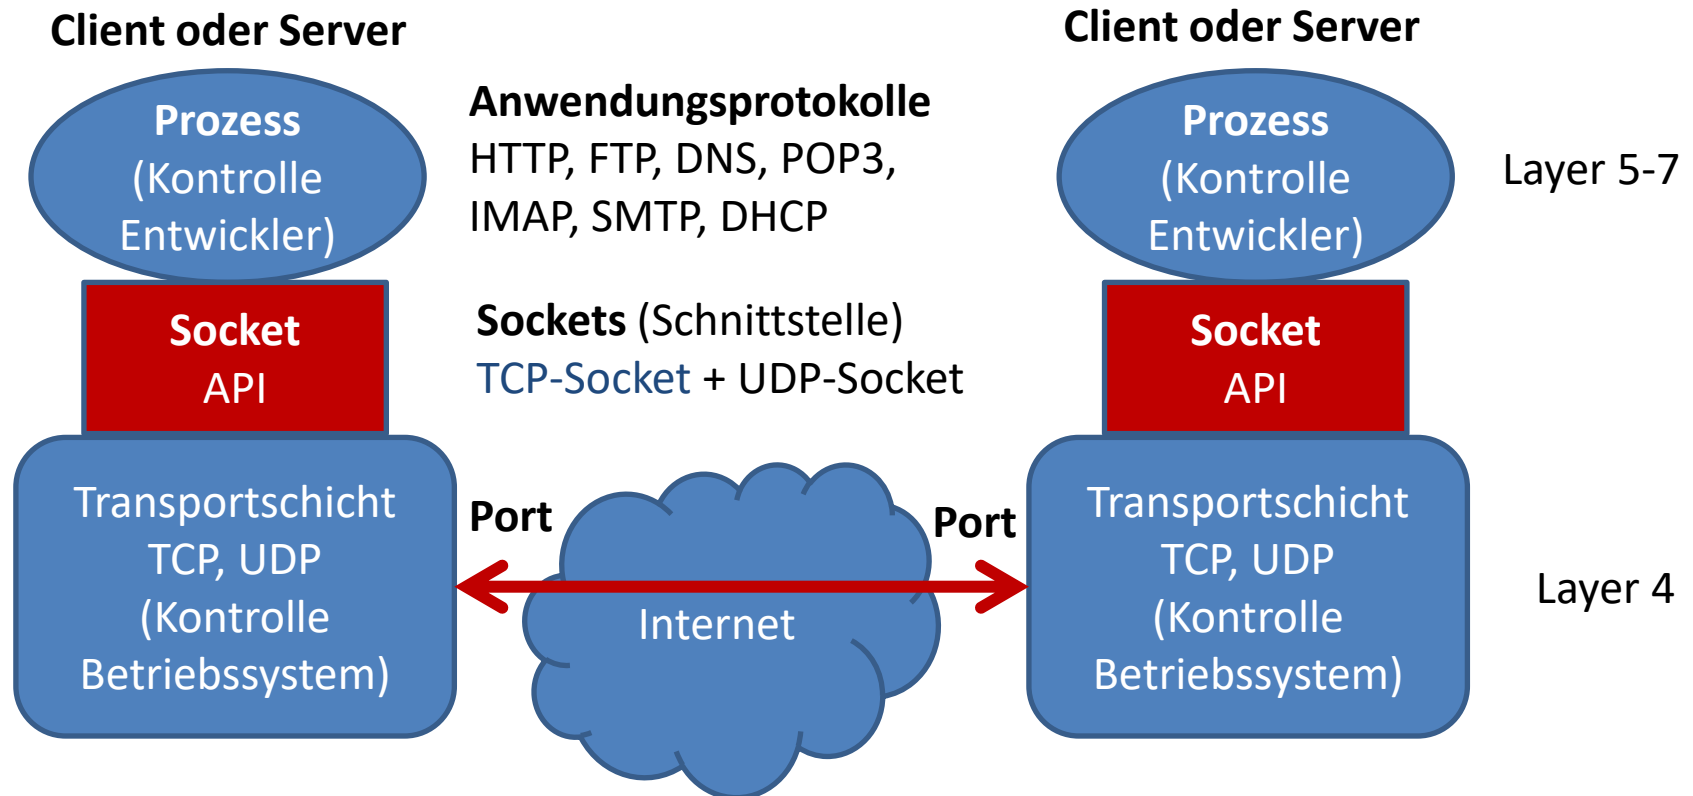 Client oder Server
Prozess
(Kontrolle
Entwickler)
Socket
API
Transportschicht
TCP, UDP
(Kontrolle
Betriebssystem)
Anwendungsprotokolle
HTTP, FTP, DNS, POP3,
IMAP, SMTP, DHCP
Sockets (Schnittstelle)
TCP-Socket + UDP-Socket
Port
Internet
Port
Client oder Server
Prozess
(Kontrolle
Entwickler)
Socket
API
Transportschicht
TCP, UDP
(Kontrolle
Betriebssystem)
Layer 5-7
Layer 4